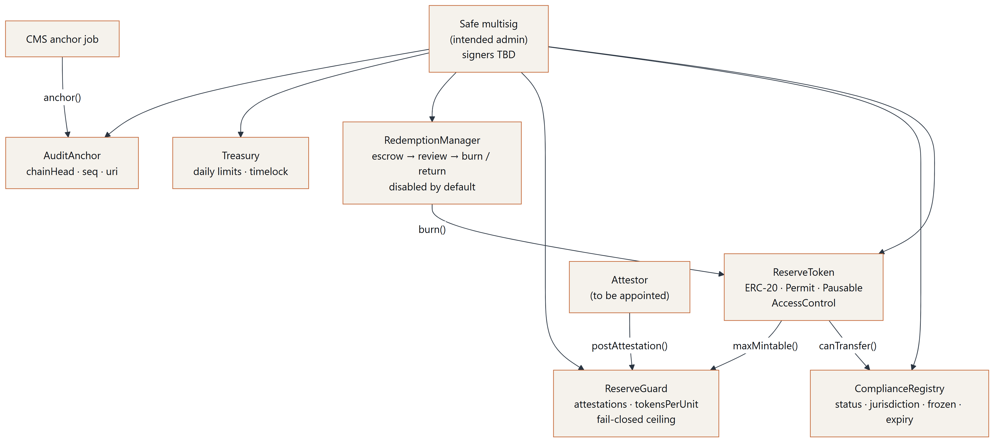 Safe multisig
(intended admin)
signers TBD
CMS anchor job
anchor()
AuditAnchor
chainHead · seq · uri
Treasury
daily limits · timelock
RedemptionManager
escrow → review → burn /
return
disabled by default
burn()
Attestor
(to be appointed)
ReserveToken
ERC-20 · Permit · Pausable
AccessControl
postAttestation()
maxMintable()
canTransfer()
ReserveGuard
attestations · tokensPerUnit
fail-closed ceiling
ComplianceRegistry
status · jurisdiction · frozen ·
expiry